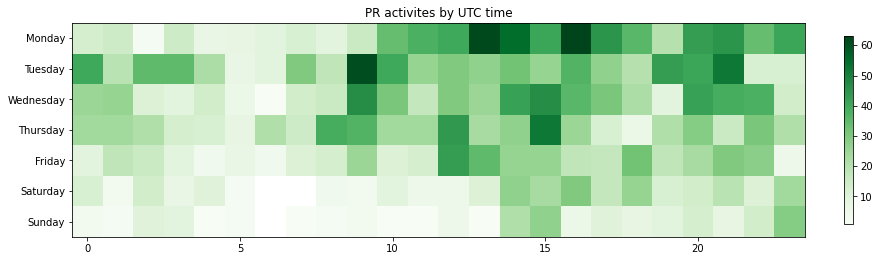 PR activites by UTC time
Monday
Tuesday
Wednesday
Thursday
Friday
Saturday
Sunday
0 5 10 15 20
60
50
40
30
20
10